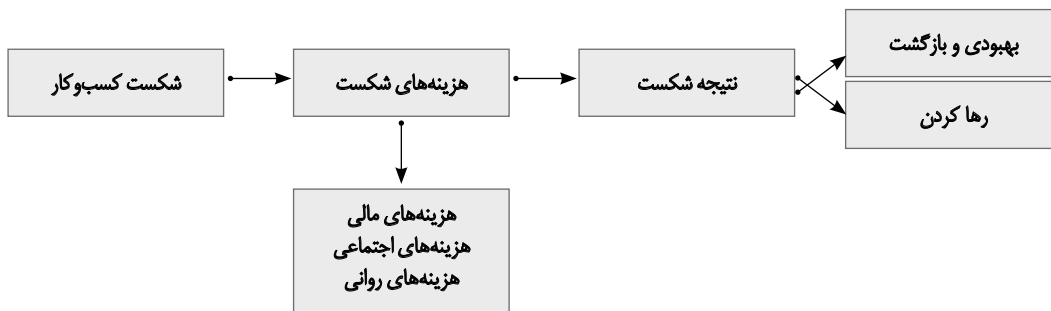 شکست کسب‌وکار
هزینه‌های شکست
نتیجه شکست
بهبودی و بازگشت
رها کردن
هزینه‌های مالی
هزینه‌های اجتماعی
هزینه‌های روانی